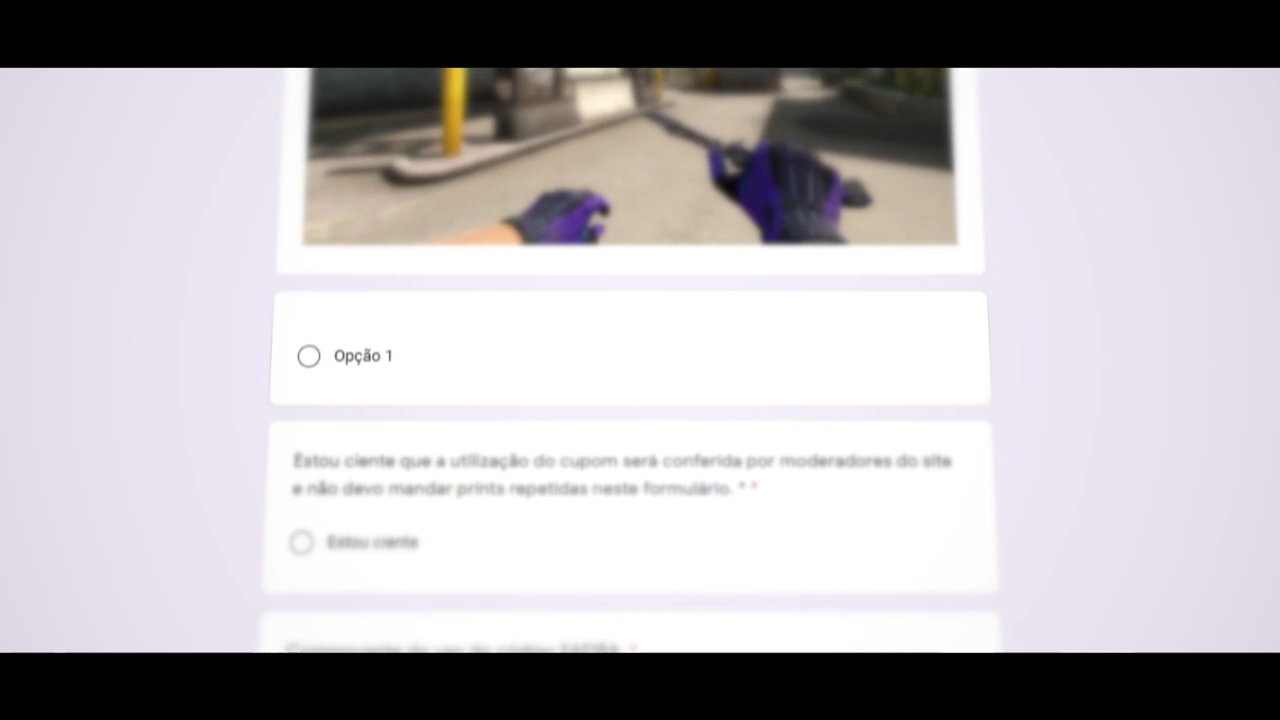 Opção 1
Estou ciente que a utilização do cupom será conferida por moderadores do site
e não devo mandar prints repetidas neste formulário. * *
Estou ciente